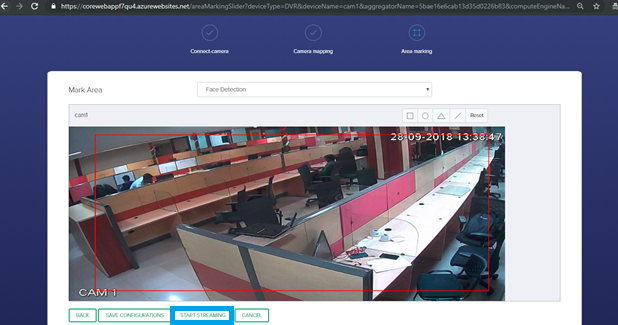 https://corewebappf7qu4.azurewebsites.net/areaMarkingSlider?deviceType=DVR&deviceName=cam1&aggregatorName=5bae16e6cab13d35d0226b83&computeEngineNa...
Connect-camera
Camera mapping
Area marking
Mark Area
Face Detection
cam1
Reset
28-09-2018 13:38:47
CAM 1
BACK
SAVE CONFIGURATIONS
START STREAMING
CANCEL